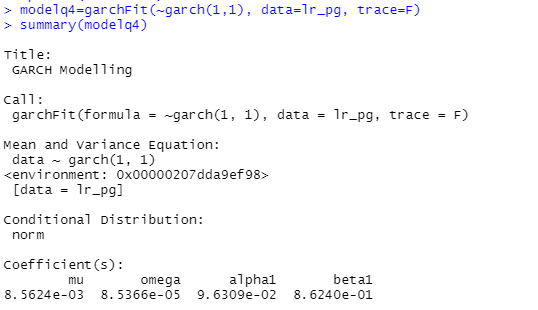 > modelq4=garchFit(~garch(1,1), data=lr_pg, trace=F)
> summary(modelq4)
Title:
 GARCH Modelling
Call:
 garchFit(formula = ~garch(1, 1), data = lr_pg, trace = F)
Mean and Variance Equation:
 data ~ garch(1, 1)
<environment: 0x00000207dda9ef98>
 [data = lr_pg]
Conditional Distribution:
 norm
Coefficient(s):
        mu       omega      alpha1       beta1
8.5624e-03  8.5366e-05  9.6309e-02  8.6240e-01